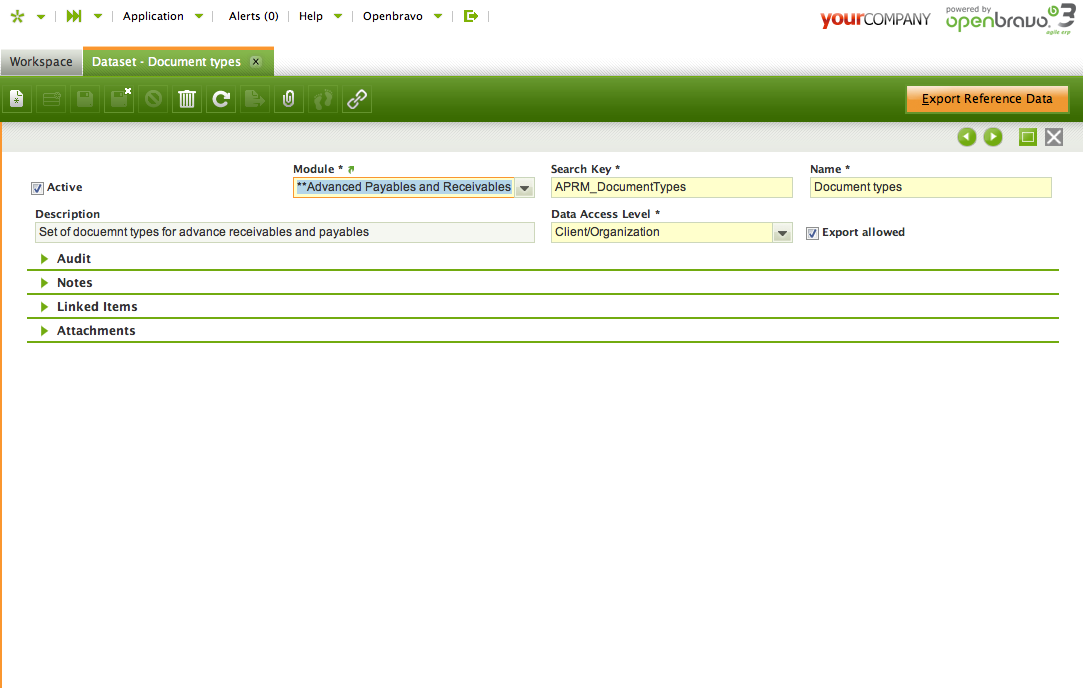 Application Alerts (0) Help Openbravo
yourCOMPANY
powered by
openbravo 3
agile erp
Workspace Dataset - Document types
Export Reference Data
Active
Module *
**Advanced Payables and Receivables
Search Key *
APRM_DocumentTypes
Name *
Document types
Description
Set of docuemnt types for advance receivables and payables
Data Access Level *
Client/Organization
Export allowed
Audit
Notes
Linked Items
Attachments